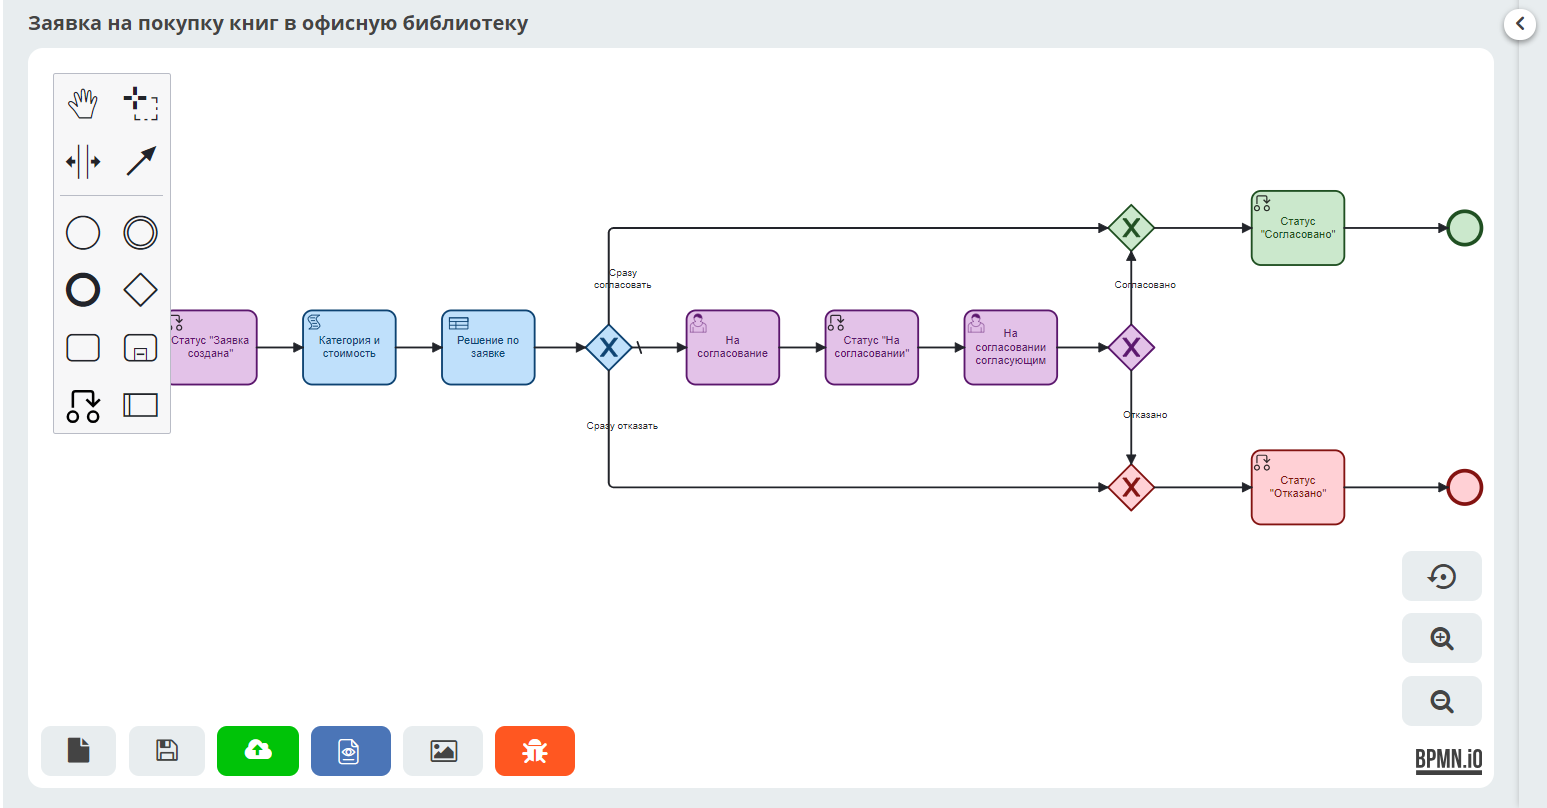 Заявка на покупку книг в офисную библиотеку
Статус
"Согласовано"
Сразу
согласовать
Согласовано
Статус "Заявка
создана"
Категория и
стоимость
Решение по
заявке
На
согласование
Статус "На
согласовании"
На
согласовании
согласующим
Сразу отказать
Отказано
Статус
"Отказано"
BPMN.iO